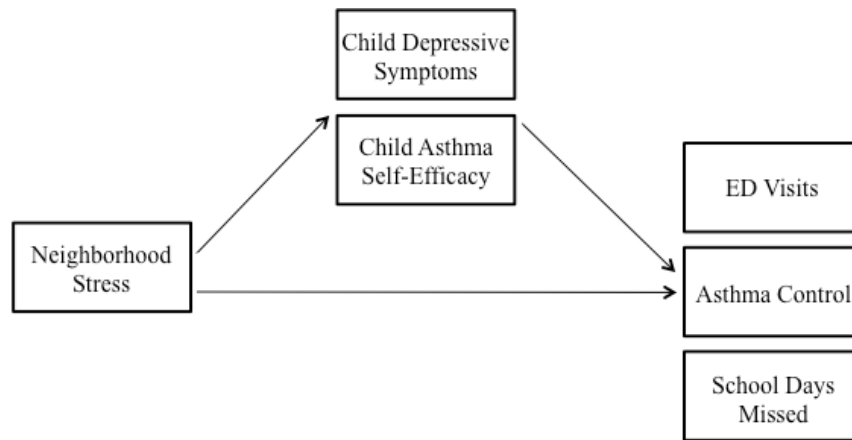 Child Depressive
Symptoms
Child Asthma
Self-Efficacy
ED Visits
Neighborhood
Stress
Asthma Control
School Days
Missed